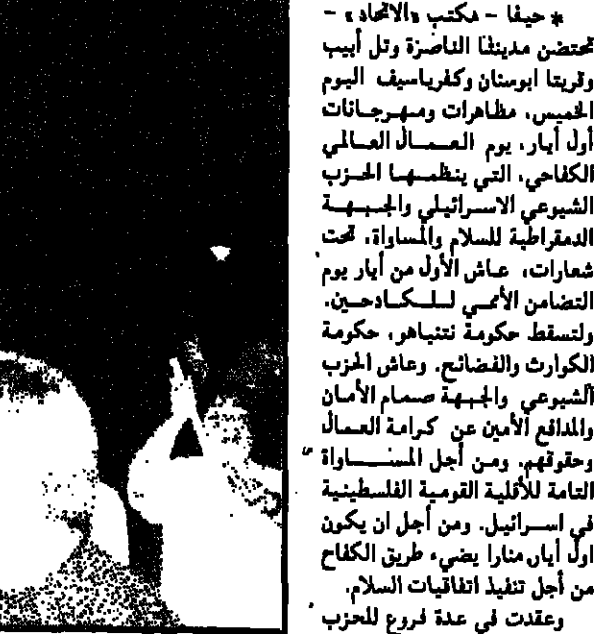 * حيفا - مكتب «الاتحاد» -
تحتضن مدينتا الناصرة وتل أبيب
وقريتا ابوسنان وكفرياسيف اليوم
الخميس، مظاهرات ومهرجانات
أول أيار، يوم العمال العالمي
الكفاحي، التي ينظمها الحزب
الشيوعي الاسرائيلي والجبهة
الدمقراطية للسلام والمساواة، تحت
شعارات، عاش الأول من أيار يوم
التضامن الأممي للكادحين.
ولتسقط حكومة نتنياهو، حكومة
الكوارث والفضائح. وعاش الحزب
الشيوعي والجبهة صمام الأمان
والمدافع الأمين عن كرامة العمال
وحقوقهم. ومن أجل المساواة
التامة للأقلية القومية الفلسطينية
في اسرائيل. ومن أجل ان يكون
اول أيار منارا يضيء طريق الكفاح
من أجل تنفيذ اتفاقيات السلام.
وعقدت في عدة فروع للحزب